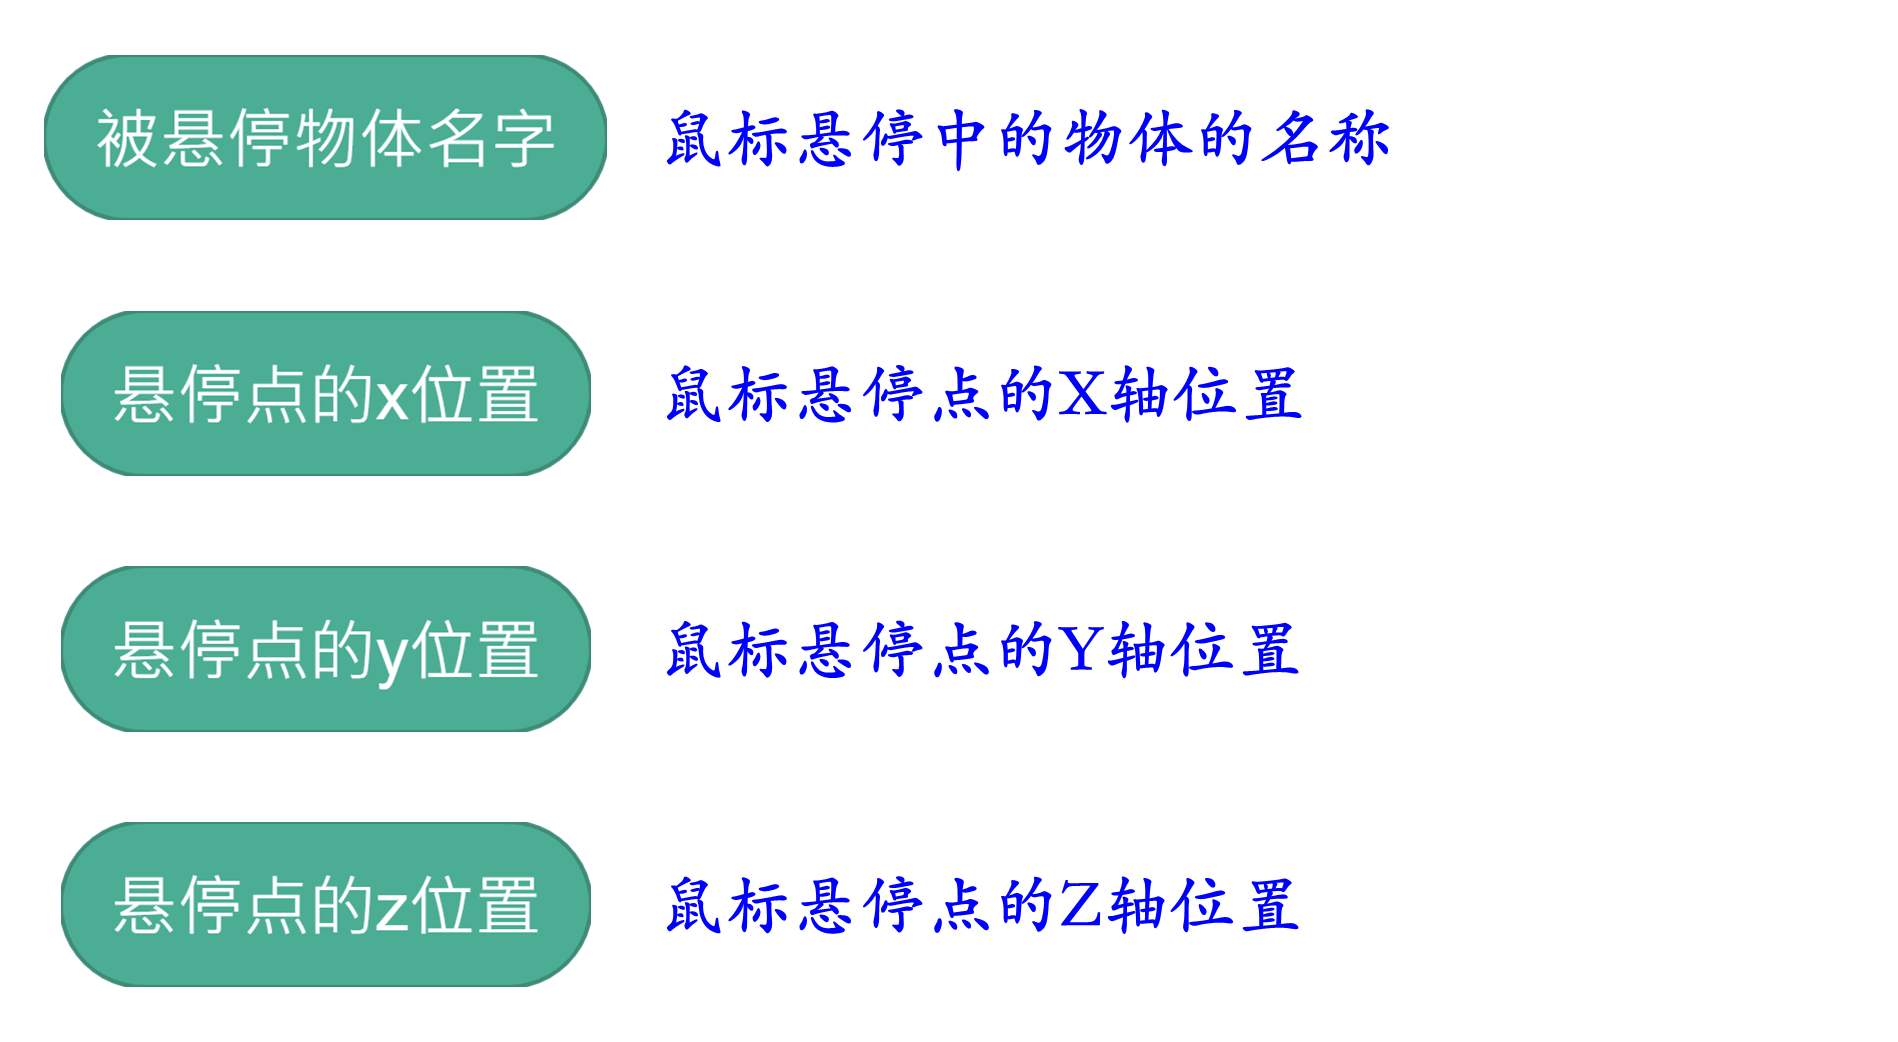 被悬停物体名字 鼠标悬停中的物体的名称
悬停点的x位置 鼠标悬停点的X轴位置
悬停点的y位置 鼠标悬停点的Y轴位置
悬停点的z位置 鼠标悬停点的Z轴位置